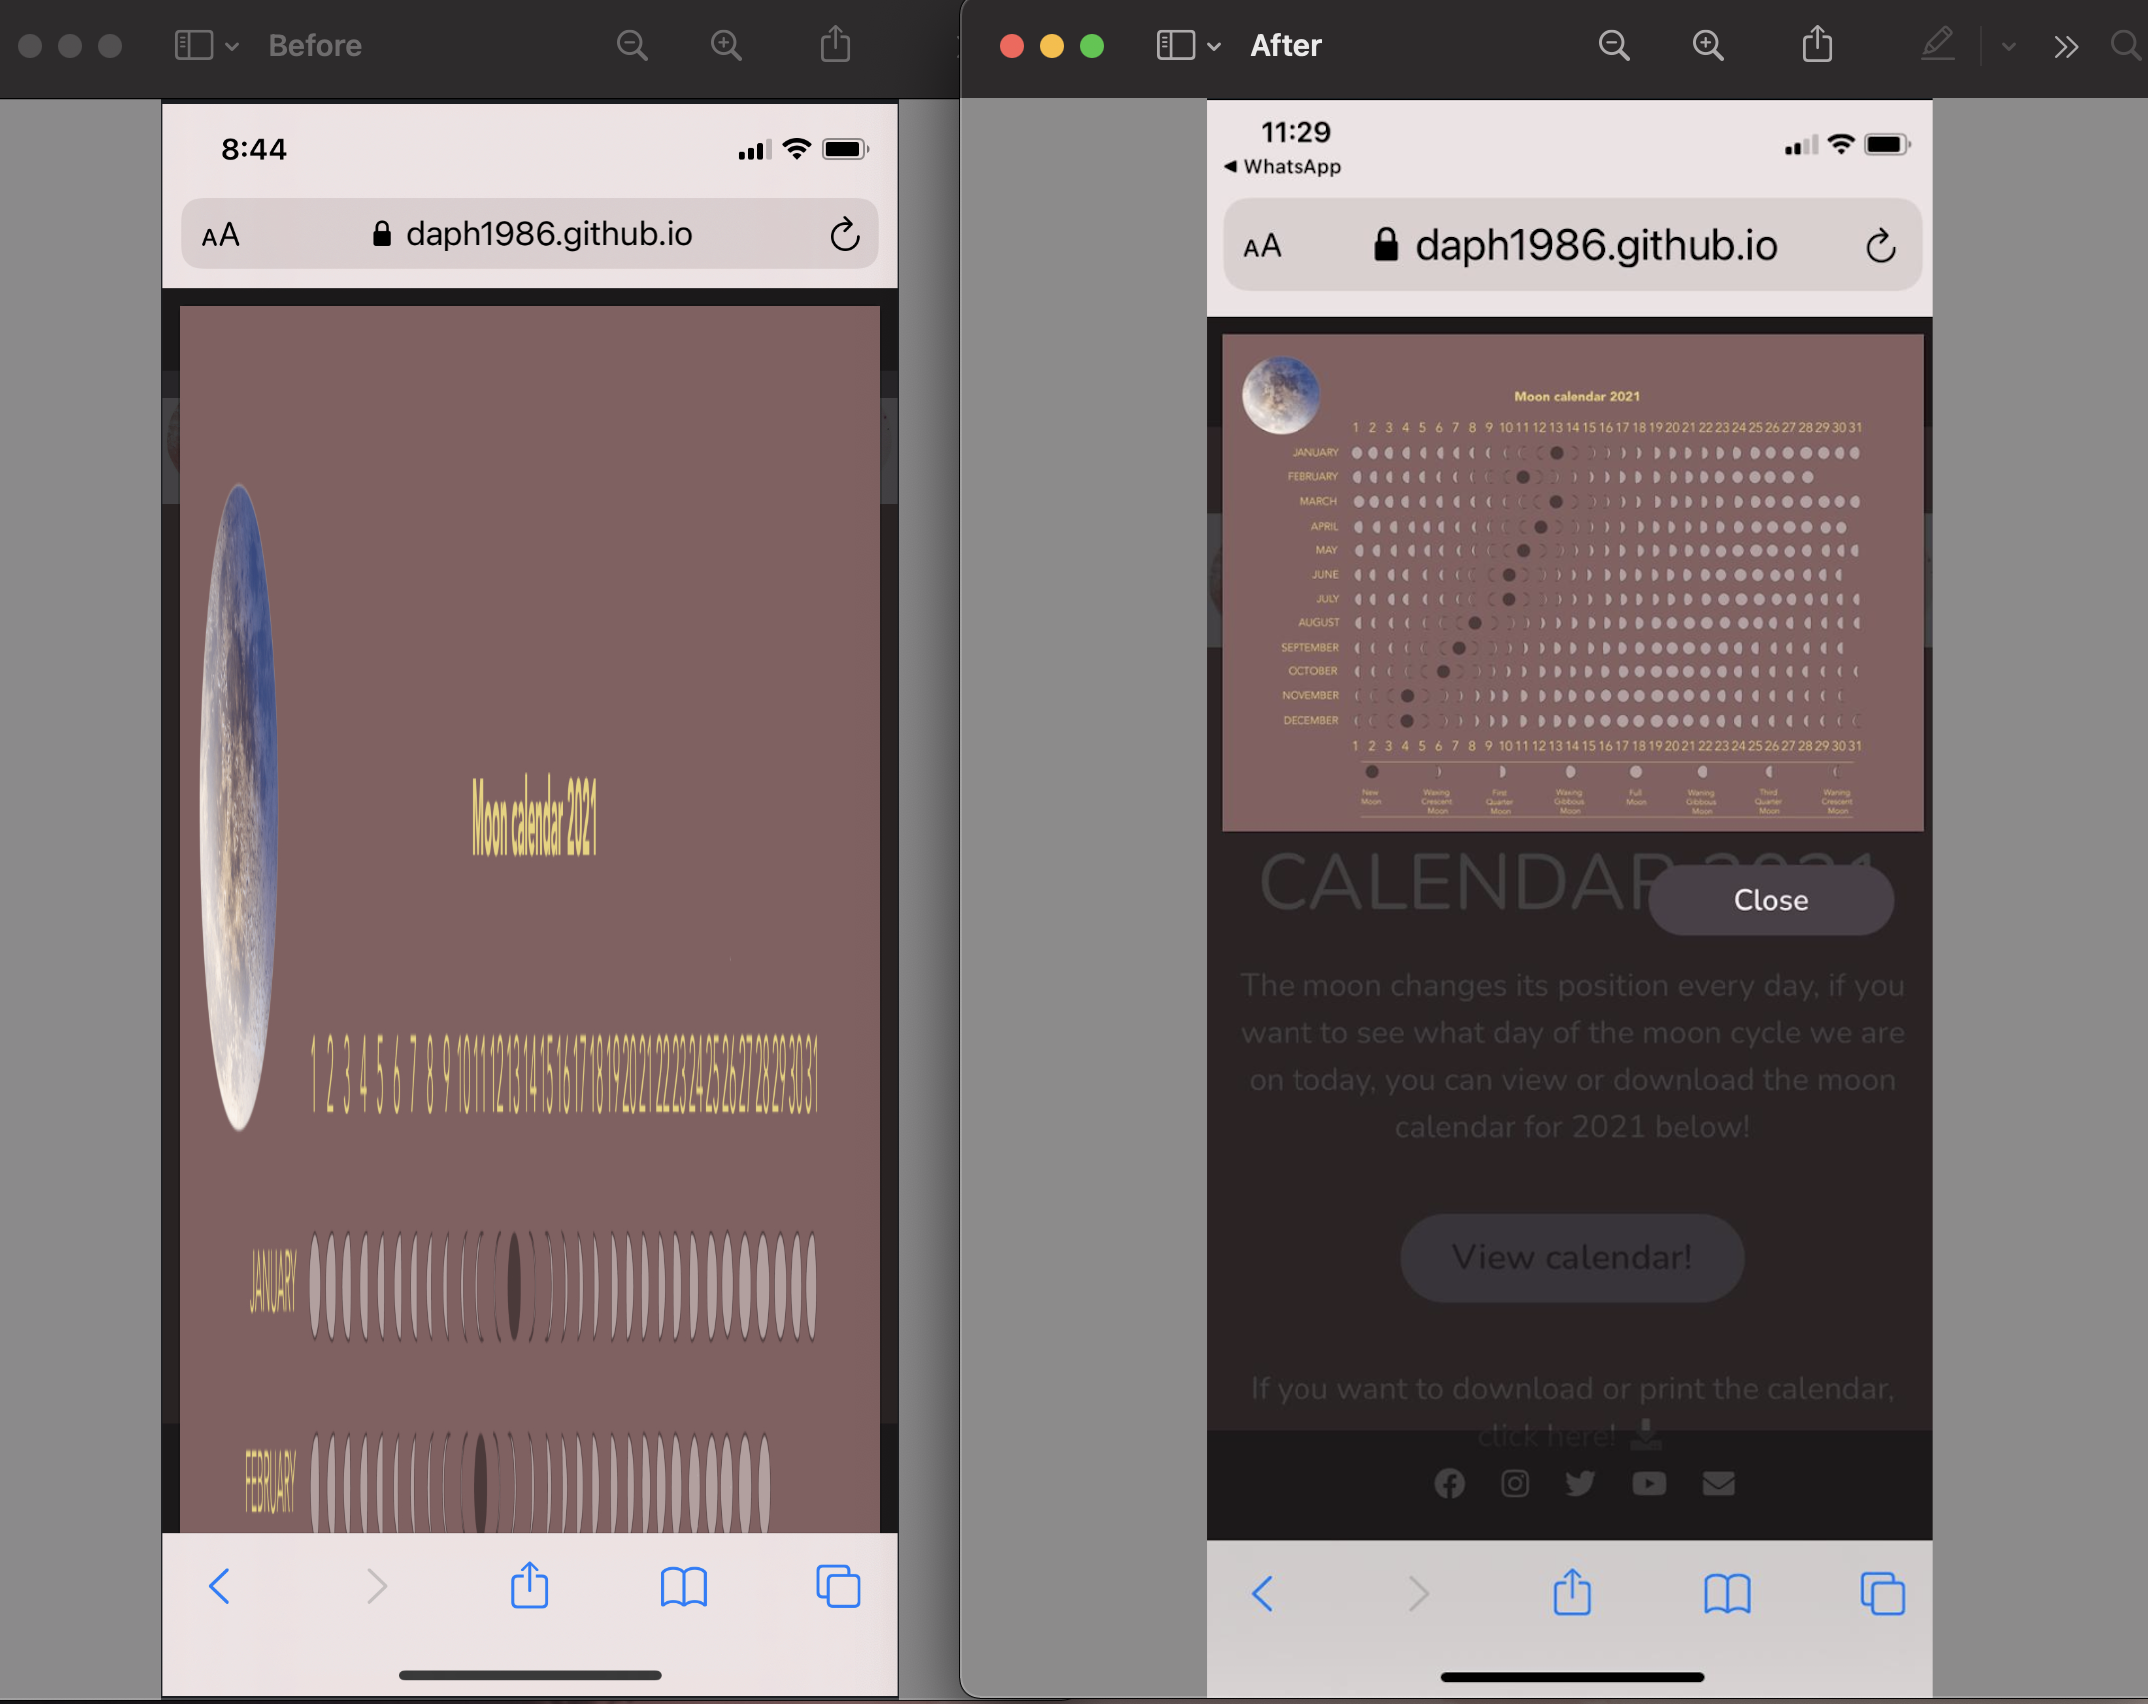 Before
8:44
AA daph1986.github.io
Moon calendar 2021
1 2 3 4 5 6 7 8 9 10 11 12 13 14 15 16 17 18 19 20 21 22 23 24 25 26 27 28 29 30 31
JANUARY
FEBRUARY
After
11:29
WhatsApp
AA daph1986.github.io
Moon calendar 2021
1 2 3 4 5 6 7 8 9 10 11 12 13 14 15 16 17 18 19 20 21 22 23 24 25 26 27 28 29 30 31
JANUARY
FEBRUARY
MARCH
APRIL
MAY
JUNE
JULY
AUGUST
SEPTEMBER
OCTOBER
NOVEMBER
DECEMBER
1 2 3 4 5 6 7 8 9 10 11 12 13 14 15 16 17 18 19 20 21 22 23 24 25 26 27 28 29 30 31
New Moon
Waxing Crescent Moon
First Quarter Moon
Waxing Gibbous Moon
Full Moon
Waning Gibbous Moon
Third Quarter Moon
Waning Crescent Moon
CALENDAR 2021
Close
The moon changes its position every day, if you
want to see what day of the moon cycle we are
on today, you can view or download the moon
calendar for 2021 below!
View calendar!
If you want to download or print the calendar,
click here!